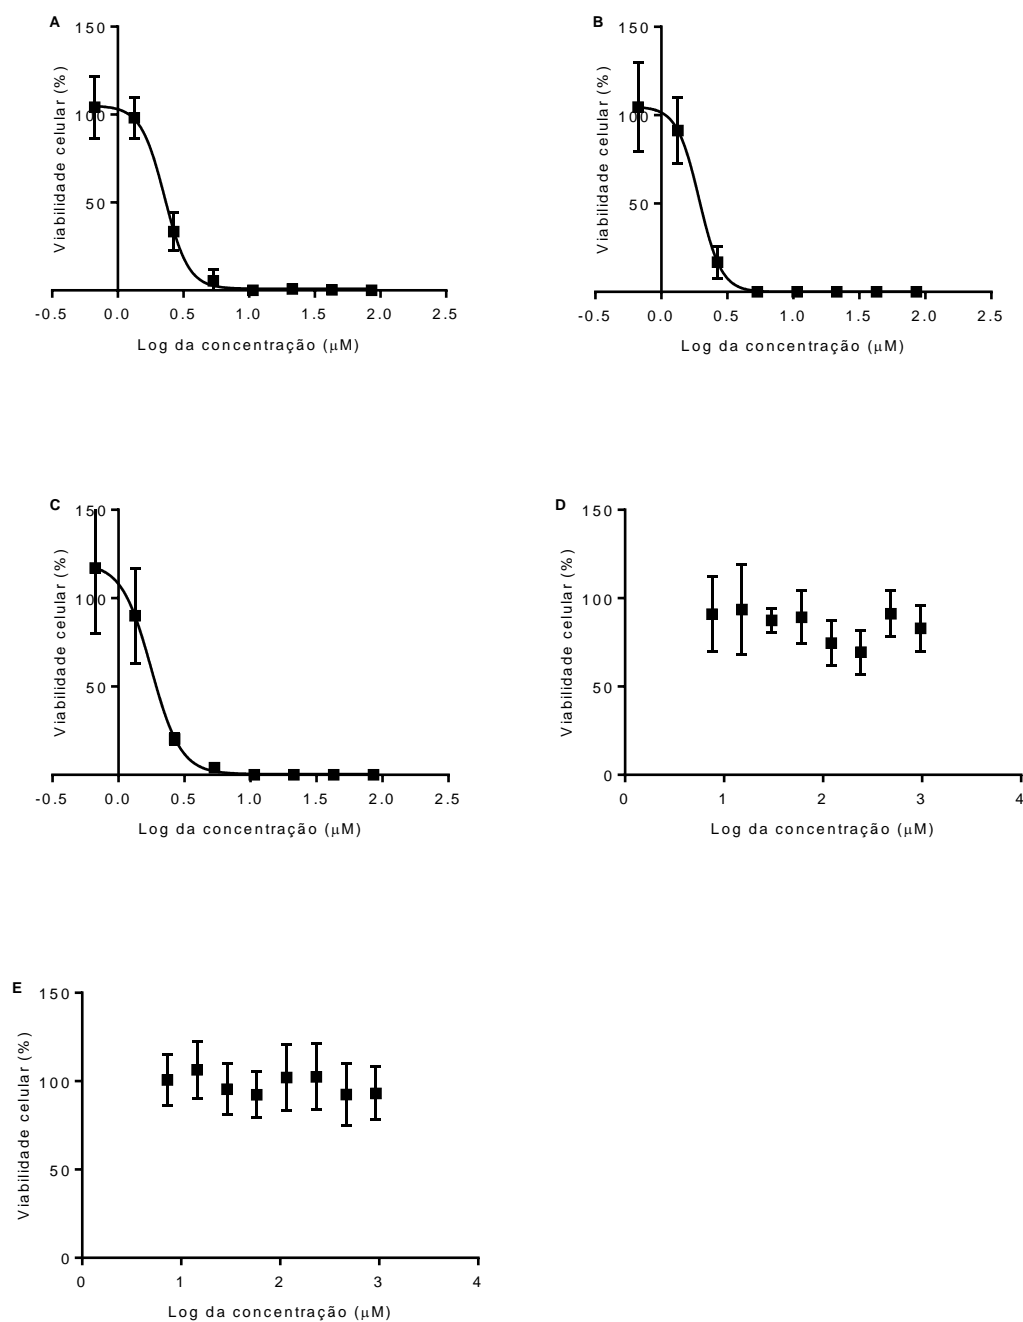 A
150
100
50
Viabilidade celular (%)
-0.5 0.0 0.5 1.0 1.5 2.0 2.5
Log da concentração (μM)
B
150
100
50
Viabilidade celular (%)
-0.5 0.0 0.5 1.0 1.5 2.0 2.5
Log da concentração (μM)
C
150
100
50
Viabilidade celular (%)
-0.5 0.0 0.5 1.0 1.5 2.0 2.5
Log da concentração (μM)
D
150
100
50
0
Viabilidade celular (%)
0 1 2 3 4
Log da concentração (μM)
E
150
100
50
0
Viabilidade celular (%)
0 1 2 3 4
Log da concentração (μM)